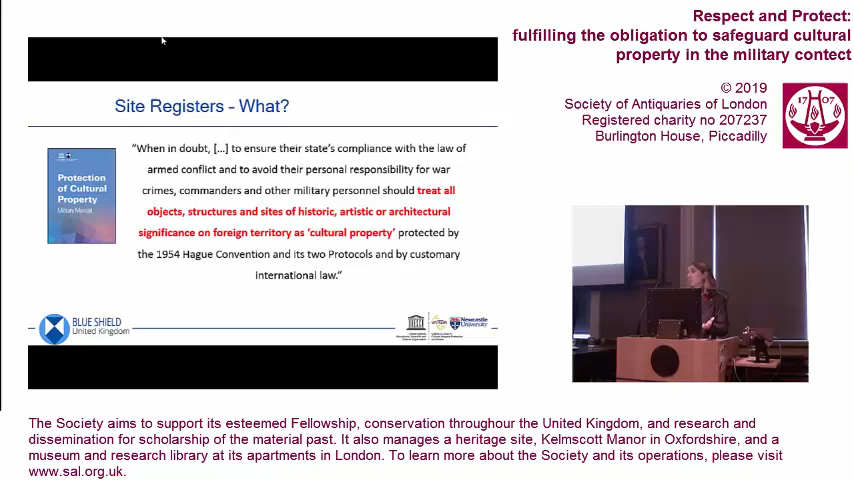 Respect and Protect:
fulfilling the obligation to safeguard cultural
property in the military contect
© 2019
Society of Antiquaries of London
Registered charity no 207237
Burlington House, Piccadilly
17 07
Site Registers - What?
"When in doubt, [...] to ensure their state's compliance with the law of
armed conflict and to avoid their personal responsibility for war
crimes, commanders and other military personnel should treat all
objects, structures and sites of historic, artistic or architectural
significance on foreign territory as 'cultural property' protected by
the 1954 Hague Convention and its two Protocols and by customary
international law."
Protection
of Cultural
Property
Military Manual
BLUE SHIELD
United Kingdom
Newcastle
University
The Society aims to support its esteemed Fellowship, conservation throughour the United Kingdom, and research and
dissemination for scholarship of the material past. It also manages a heritage site, Kelmscott Manor in Oxfordshire, and a
museum and research library at its apartments in London. To learn more about the Society and its operations, please visit
www.sal.org.uk.